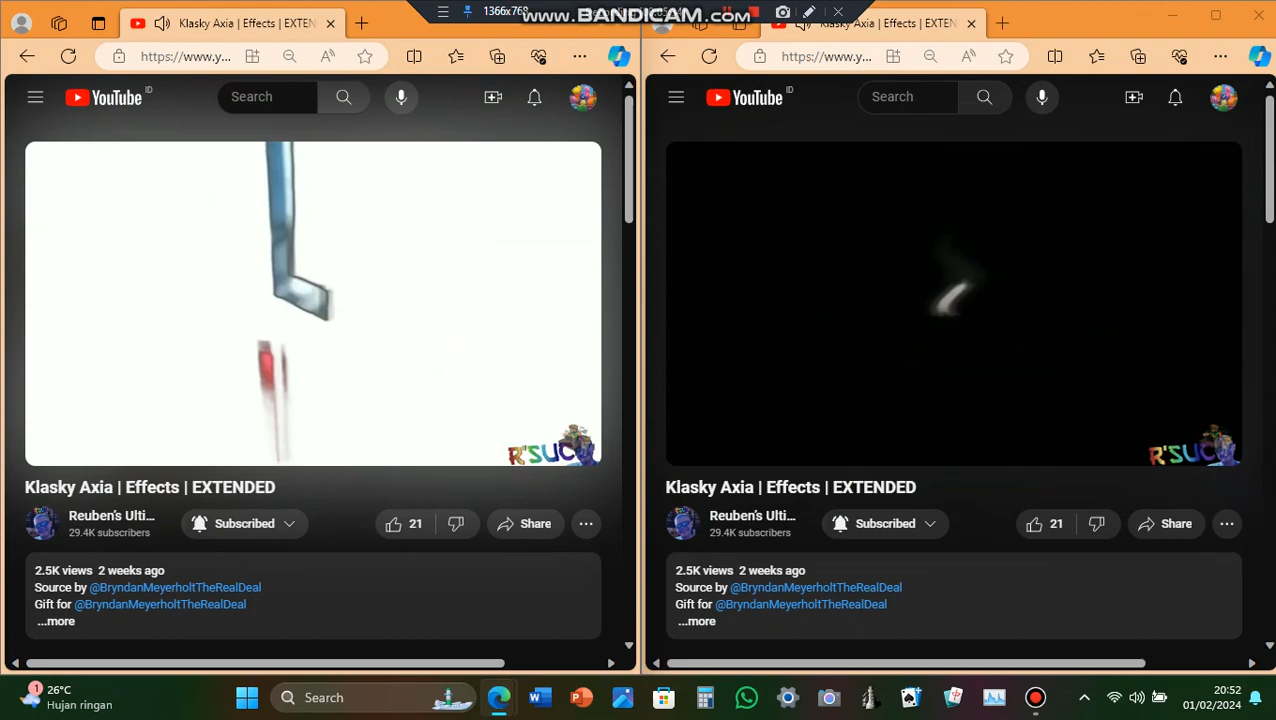 Klasky Axia | Effects | EXTEN
1366x768
www.BANDICAM.com
Klasky Axia | Effects | EXTEN
https://www.y...
https://www.y...
YouTube ID
Search
YouTube ID
Search
R'SUC
R'SUC
Klasky Axia | Effects | EXTENDED
Klasky Axia | Effects | EXTENDED
Reuben's Ulti...
29.4K subscribers
Subscribed
21
Share
Reuben's Ulti...
29.4K subscribers
Subscribed
21
Share
2.5K views 2 weeks ago
Source by @BryndanMeyerholtTheRealDeal
Gift for @BryndanMeyerholtTheRealDeal
...more
2.5K views 2 weeks ago
Source by @BryndanMeyerholtTheRealDeal
Gift for @BryndanMeyerholtTheRealDeal
...more
1
26°C
Hujan ringan
Search
20:52
01/02/2024